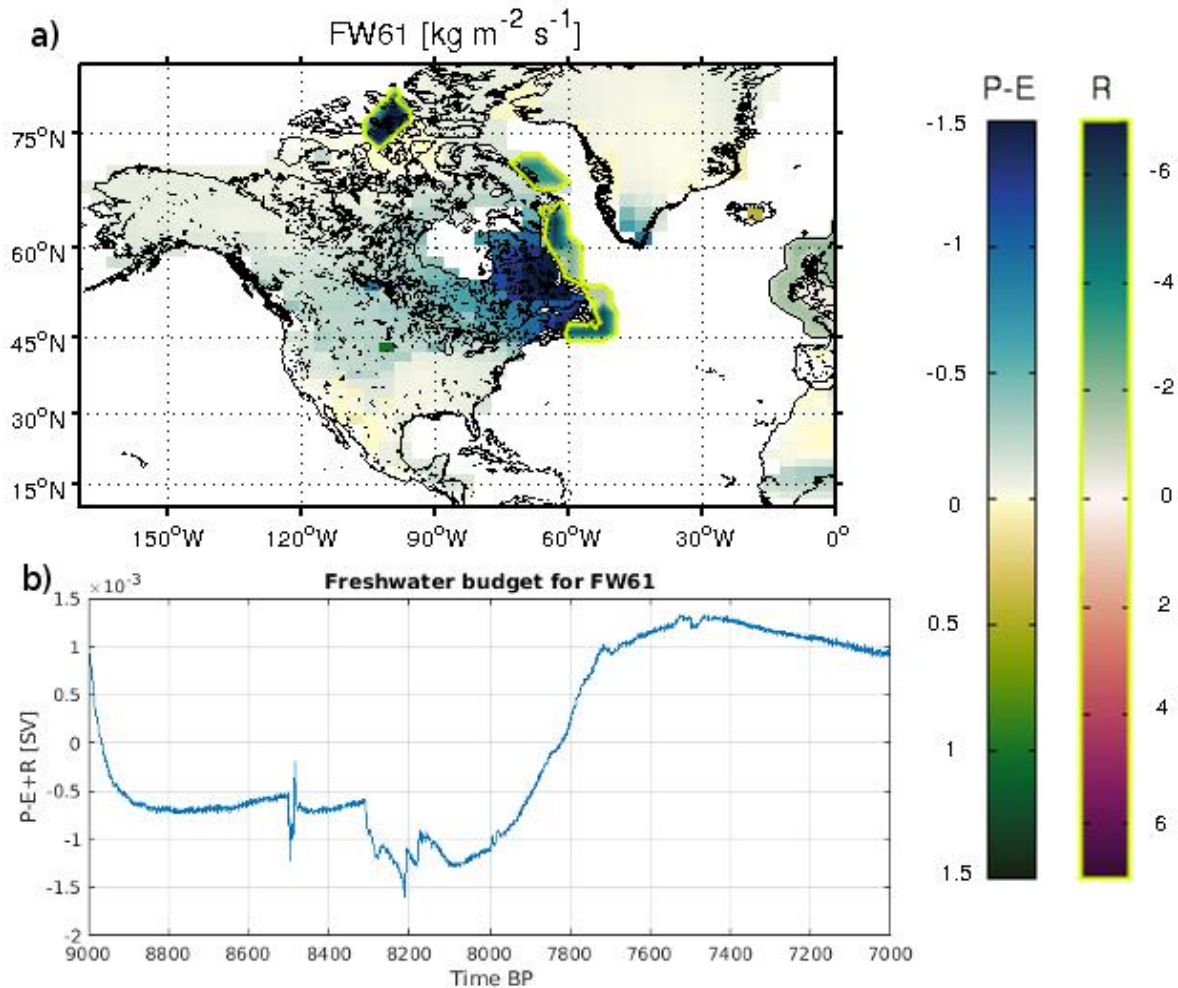 a)
FW61 [kg m⁻² s⁻¹]
75°N
60°N
45°N
30°N
15°N
150°W 120°W 90°W 60°W 30°W 0°
P-E R
-1.5
-1
-0.5
0
0.5
1
1.5
-6
-4
-2
0
2
4
6
b)
×10⁻³
Freshwater budget for FW61
1.5
1
0.5
0
-0.5
-1
-1.5
-2
P-E+R [SV]
9000 8800 8600 8400 8200 8000 7800 7600 7400 7200 7000
Time BP